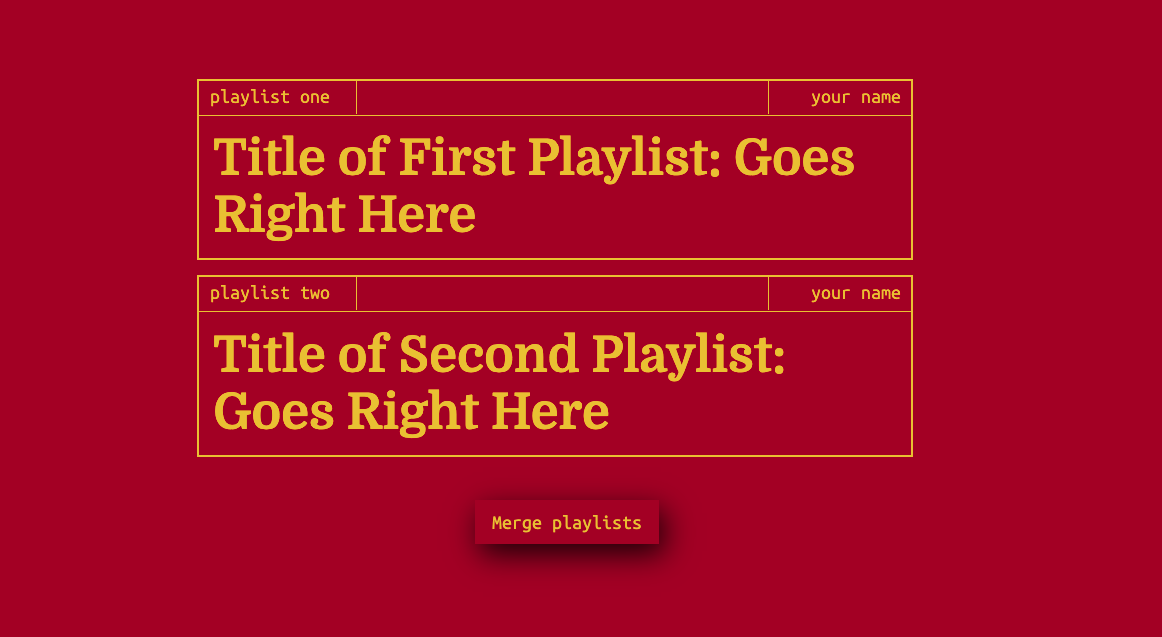 playlist one
your name
Title of First Playlist: Goes
Right Here
playlist two
your name
Title of Second Playlist:
Goes Right Here
Merge playlists